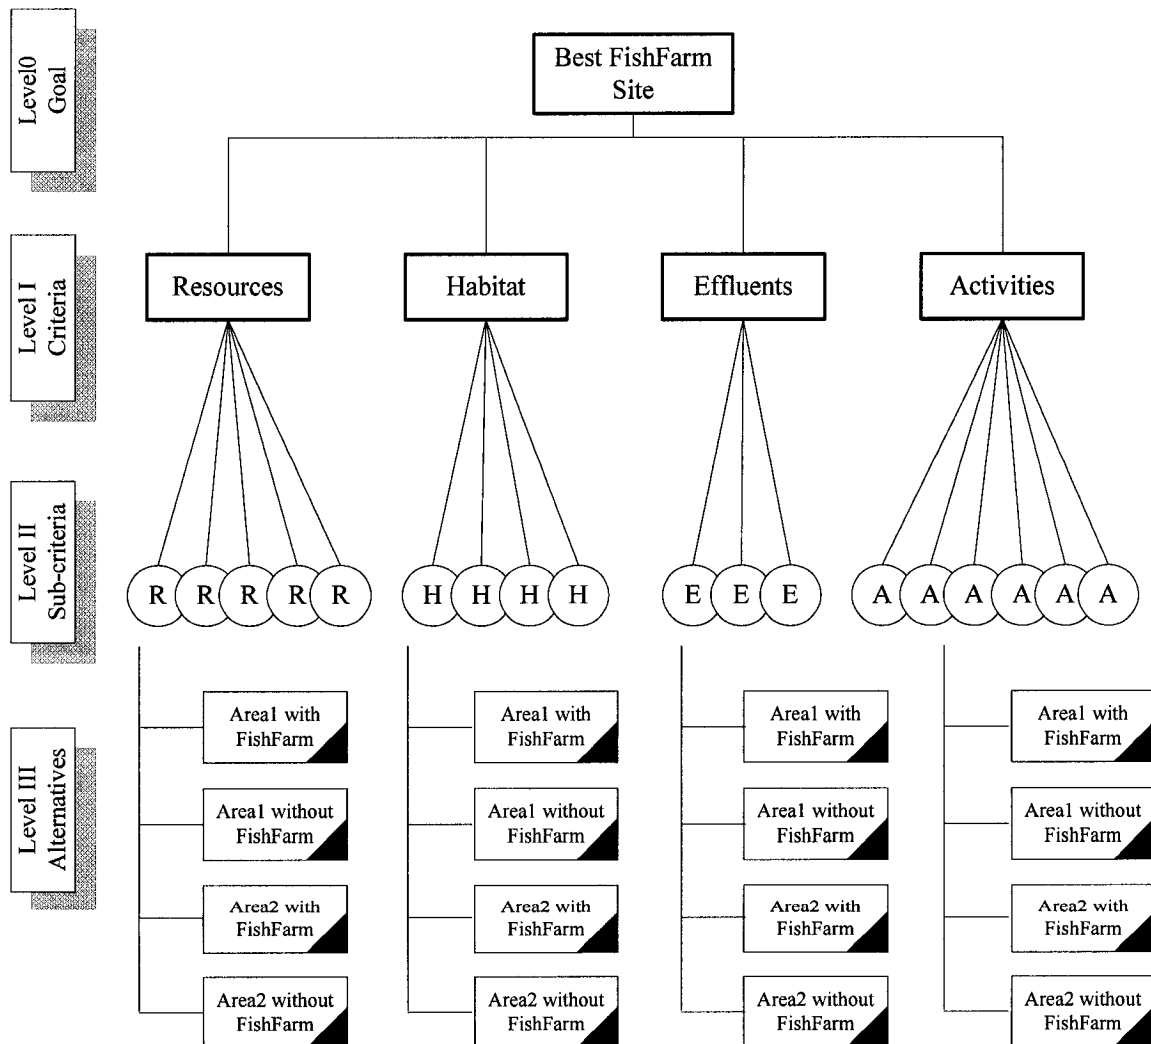 Level0
Goal
Best FishFarm
Site
Level I
Criteria
Resources
Habitat
Effluents
Activities
Level II
Sub-criteria
R R R R R
H H H H
E E E
A A A A A A
Level III
Alternatives
Area1 with
FishFarm
Area1 without
FishFarm
Area2 with
FishFarm
Area2 without
FishFarm
Area1 with
FishFarm
Area1 without
FishFarm
Area2 with
FishFarm
Area2 without
FishFarm
Area1 with
FishFarm
Area1 without
FishFarm
Area2 with
FishFarm
Area2 without
FishFarm
Area1 with
FishFarm
Area1 without
FishFarm
Area2 with
FishFarm
Area2 without
FishFarm